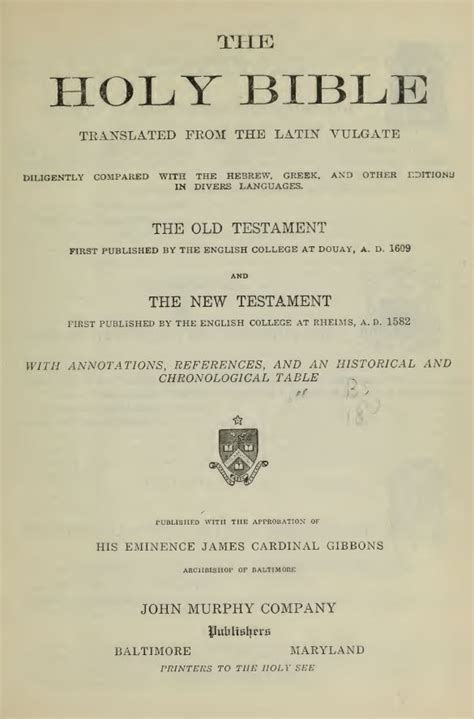 THE
HOLY BIBLE
TRANSLATED FROM THE LATIN VULGATE
DILIGENTLY COMPARED WITH THE HEBREW, GREEK, AND OTHER EDITIONS
IN DIVERS LANGUAGES.
THE OLD TESTAMENT
FIRST PUBLISHED BY THE ENGLISH COLLEGE AT DOUAY, A. D. 1609
AND
THE NEW TESTAMENT
FIRST PUBLISHED BY THE ENGLISH COLLEGE AT RHEIMS, A. D. 1582
WITH ANNOTATIONS, REFERENCES, AND AN HISTORICAL AND
CHRONOLOGICAL TABLE
BS
PUBLISHED WITH THE APPROBATION OF
HIS EMINENCE JAMES CARDINAL GIBBONS
ARCHBISHOP OF BALTIMORE
JOHN MURPHY COMPANY
Publishers
BALTIMORE MARYLAND
PRINTERS TO THE HOLY SEE